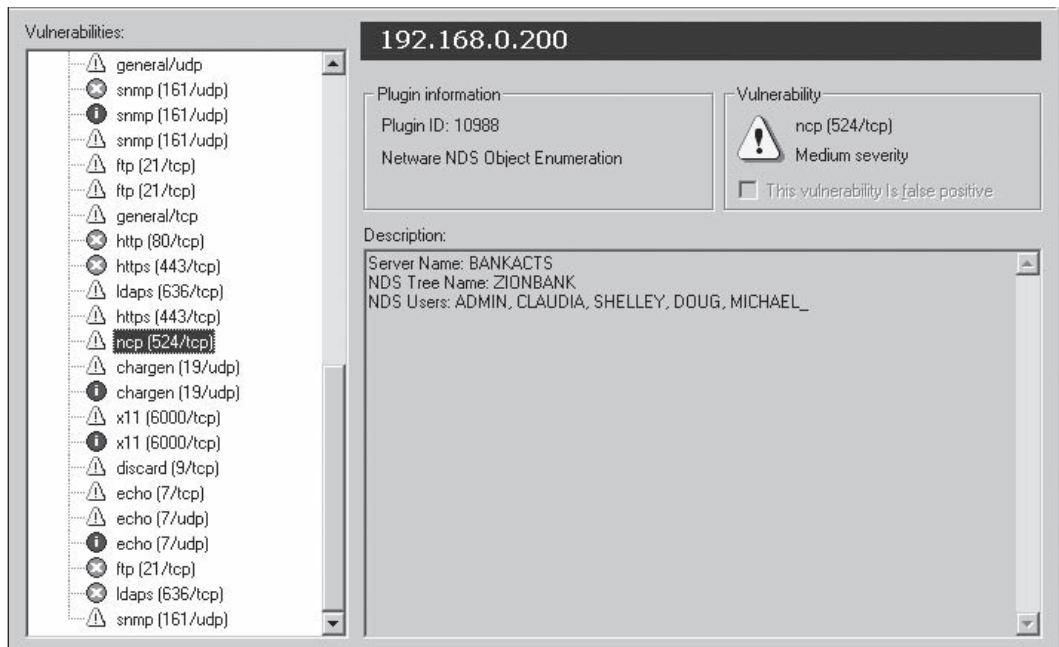 Vulnerabilities:
general/udp
snmp (161/udp)
snmp (161/udp)
snmp (161/udp)
ftp (21/tcp)
ftp (21/tcp)
general/tcp
http (80/tcp)
https (443/tcp)
ldaps (636/tcp)
https (443/tcp)
ncp (524/tcp)
chargen (19/udp)
chargen (19/udp)
x11 (6000/tcp)
x11 (6000/tcp)
discard (9/tcp)
echo (7/tcp)
echo (7/udp)
echo (7/udp)
ftp (21/tcp)
ldaps (636/tcp)
snmp (161/udp)
192.168.0.200
Plugin information
Plugin ID: 10988
Netware NDS Object Enumeration
Vulnerability
ncp (524/tcp)
Medium severity
This vulnerability Is false positive
Description:
Server Name: BANKACTS
NDS Tree Name: ZIONBANK
NDS Users: ADMIN, CLAUDIA, SHELLEY, DOUG, MICHAEL_